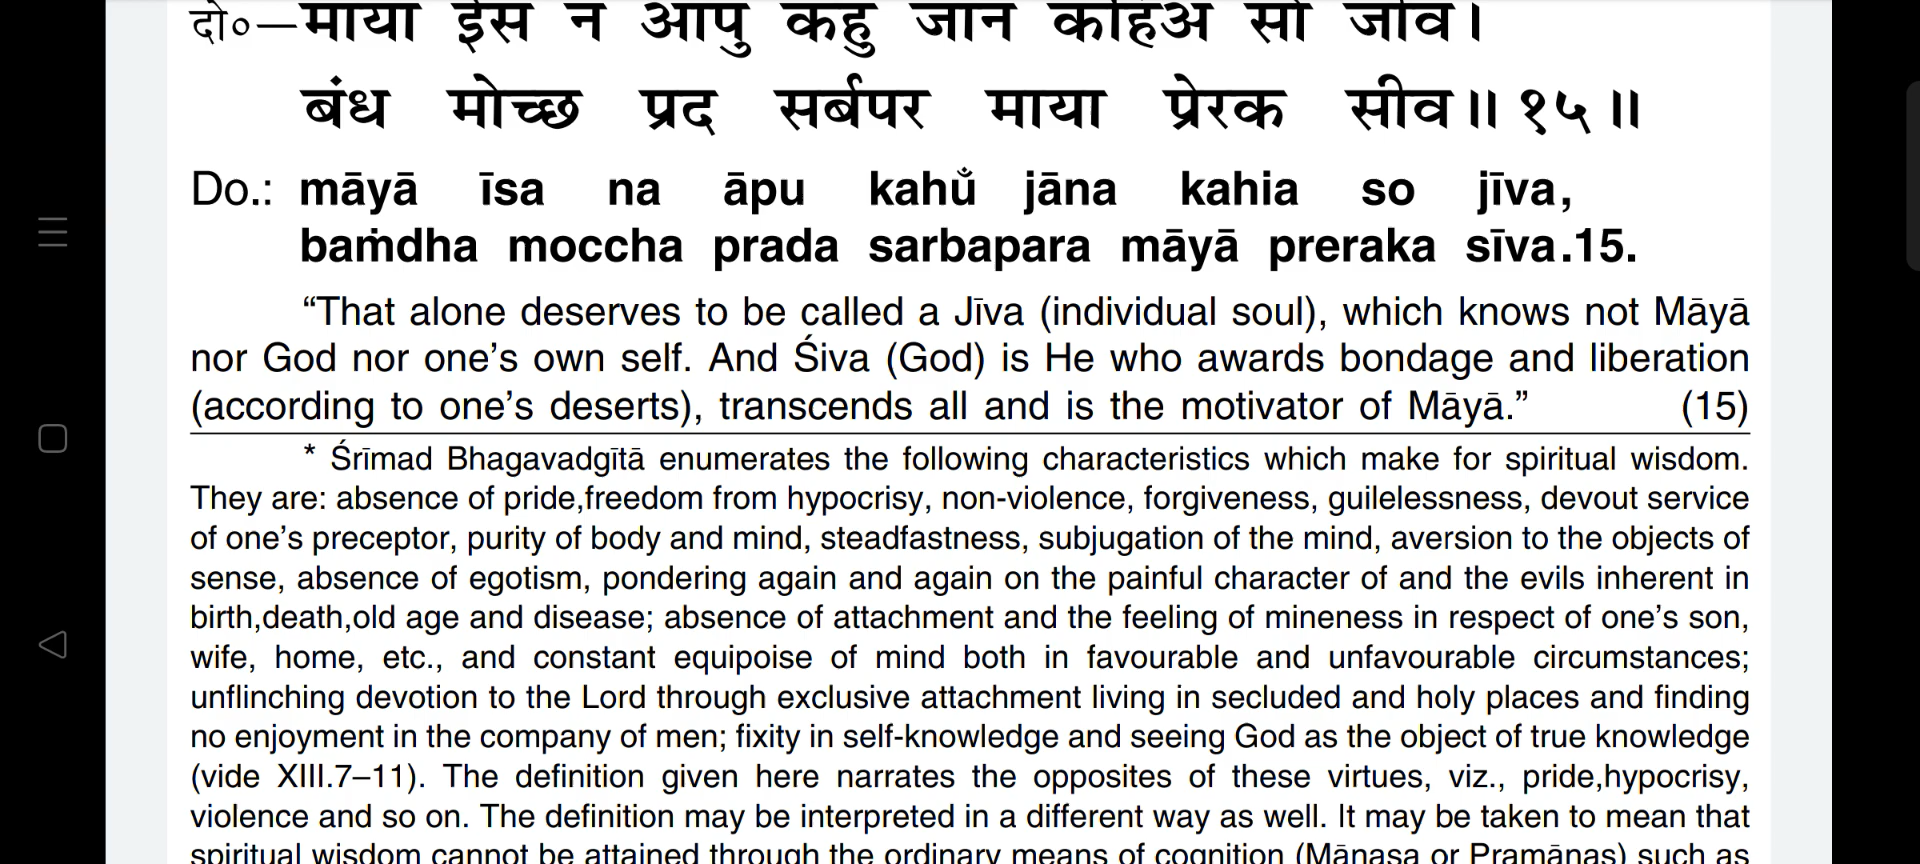 दो०—माया ईस न आपु कहुँ जान कहिअ सो जीव।
बंध मोच्छ प्रद सर्बपर माया प्रेरक सीव॥ १५॥
Do.: māyā īsa na āpu kahům̐ jāna kahia so jīva,
baṁdha moccha prada sarbapara māyā preraka sīva.15.
“That alone deserves to be called a Jīva (individual soul), which knows not Māyā
nor God nor one’s own self. And Śiva (God) is He who awards bondage and liberation
(according to one’s deserts), transcends all and is the motivator of Māyā.” (15)
* Śrīmad Bhagavadgītā enumerates the following characteristics which make for spiritual wisdom.
They are: absence of pride,freedom from hypocrisy, non-violence, forgiveness, guilelessness, devout service
of one’s preceptor, purity of body and mind, steadfastness, subjugation of the mind, aversion to the objects of
sense, absence of egotism, pondering again and again on the painful character of and the evils inherent in
birth,death,old age and disease; absence of attachment and the feeling of mineness in respect of one’s son,
wife, home, etc., and constant equipoise of mind both in favourable and unfavourable circumstances;
unflinching devotion to the Lord through exclusive attachment living in secluded and holy places and finding
no enjoyment in the company of men; fixity in self-knowledge and seeing God as the object of true knowledge
(vide XIII.7–11). The definition given here narrates the opposites of these virtues, viz., pride,hypocrisy,
violence and so on. The definition may be interpreted in a different way as well. It may be taken to mean that
spiritual wisdom cannot be attained through the ordinary means of cognition (Mānasa or Pramānas) such as